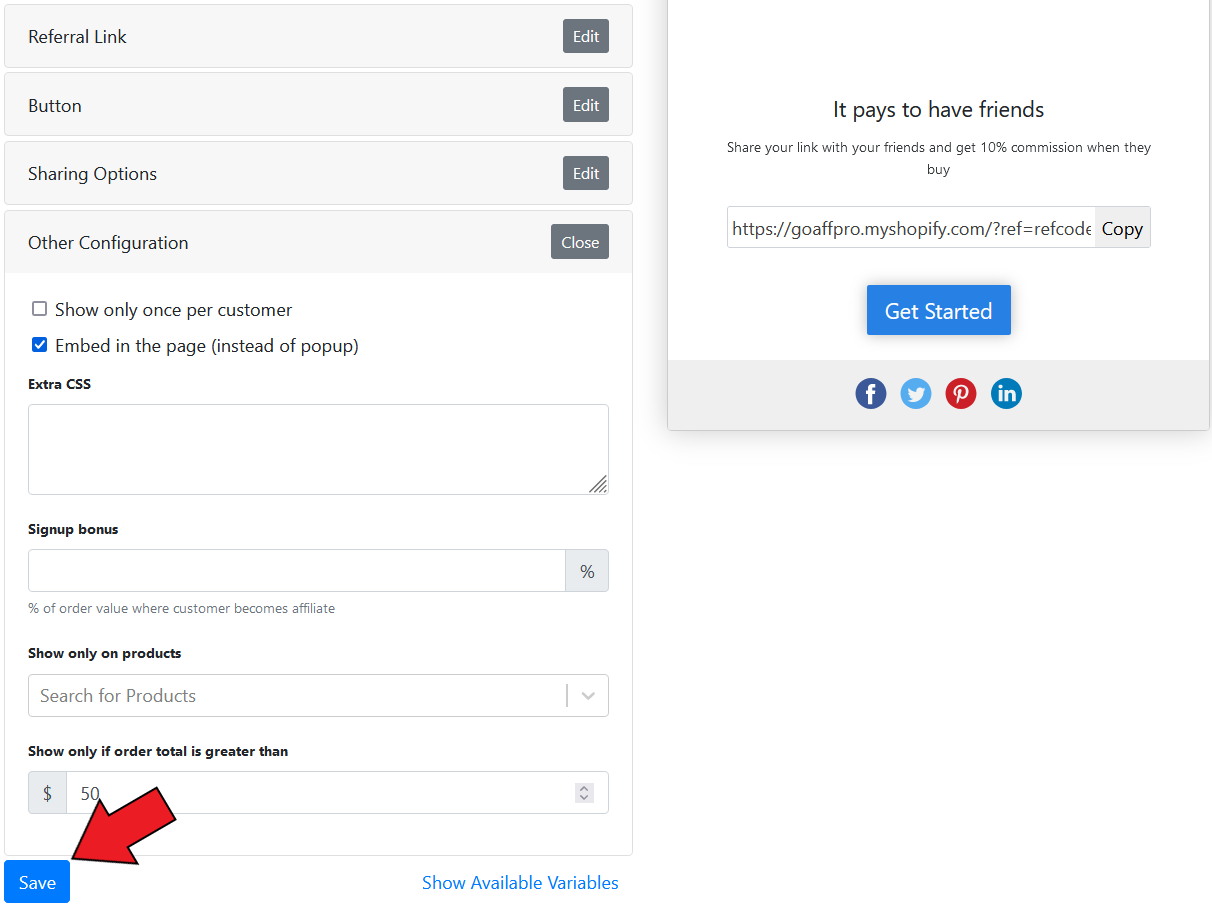 Referral Link
Edit
Button
Edit
Sharing Options
Edit
Other Configuration
Close
Show only once per customer
Embed in the page (instead of popup)
Extra CSS
Signup bonus
%
% of order value where customer becomes affiliate
Show only on products
Search for Products
Show only if order total is greater than
$ 50
Save
Show Available Variables
It pays to have friends
Share your link with your friends and get 10% commission when they
buy
https://goaffpro.myshopify.com/?ref=refcode
Copy
Get Started
f
in